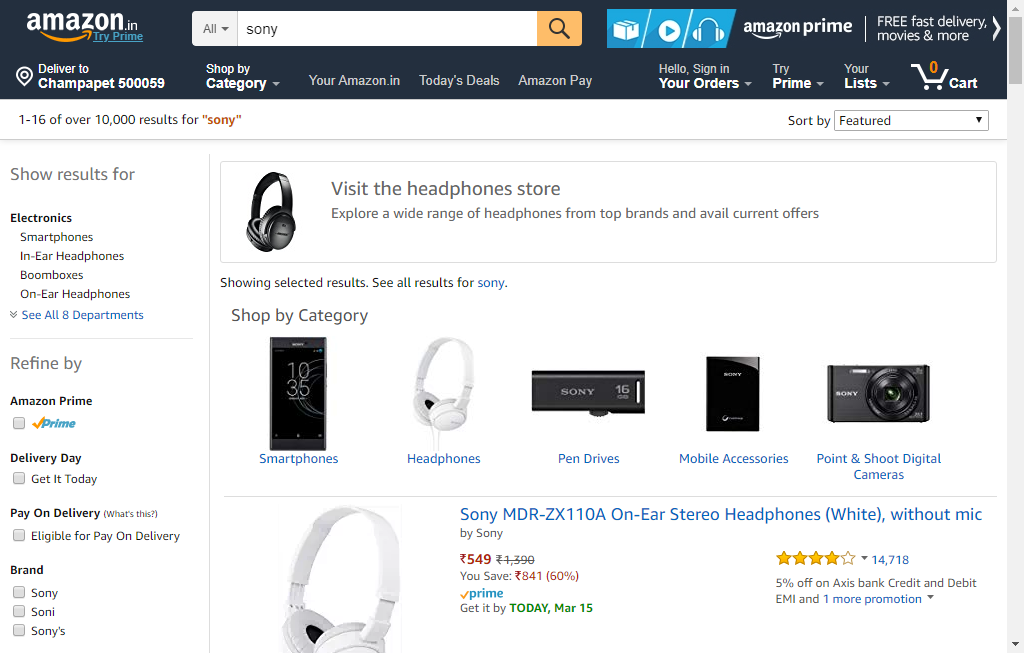 amazon.in
Try Prime
All
sony
amazon prime
FREE fast delivery,
movies & more
Deliver to
Champapet 500059
Shop by
Category
Your Amazon.in
Today's Deals
Amazon Pay
Hello, Sign in
Your Orders
Try
Prime
Your
Lists
0
Cart
1-16 of over 10,000 results for "sony"
Sort by
Featured
Show results for
Electronics
Smartphones
In-Ear Headphones
Boomboxes
On-Ear Headphones
See All 8 Departments
Refine by
Amazon Prime
Prime
Delivery Day
Get It Today
Pay On Delivery (What's this?)
Eligible for Pay On Delivery
Brand
Sony
Soni
Sony's
Visit the headphones store
Explore a wide range of headphones from top brands and avail current offers
Showing selected results. See all results for sony.
Shop by Category
SONY
10
35
Smartphones
Headphones
SONY
16
GB
Pen Drives
SONY
Mobile Accessories
SONY
Point & Shoot Digital
Cameras
Sony MDR-ZX110A On-Ear Stereo Headphones (White), without mic
by Sony
₹549 ₹1,390
You Save: ₹841 (60%)
prime
Get it by TODAY, Mar 15
14,718
5% off on Axis bank Credit and Debit
EMI and 1 more promotion